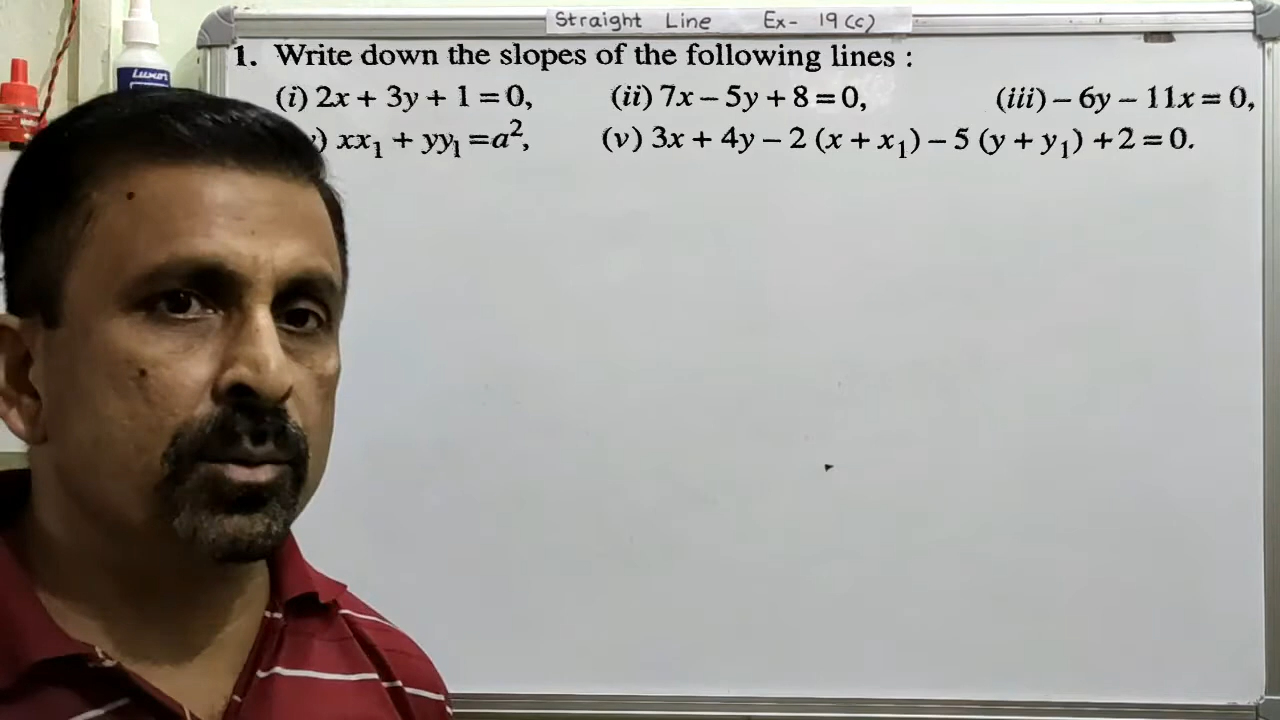 Straight Line Ex- 19 (c)
Luxor
1. Write down the slopes of the following lines :
(i) 2x + 3y + 1 = 0, (ii) 7x – 5y + 8 = 0, (iii) – 6y – 11x = 0,
) xx₁ + yy₁ = a², (v) 3x + 4y – 2 (x + x₁) – 5 (y + y₁) + 2 = 0.